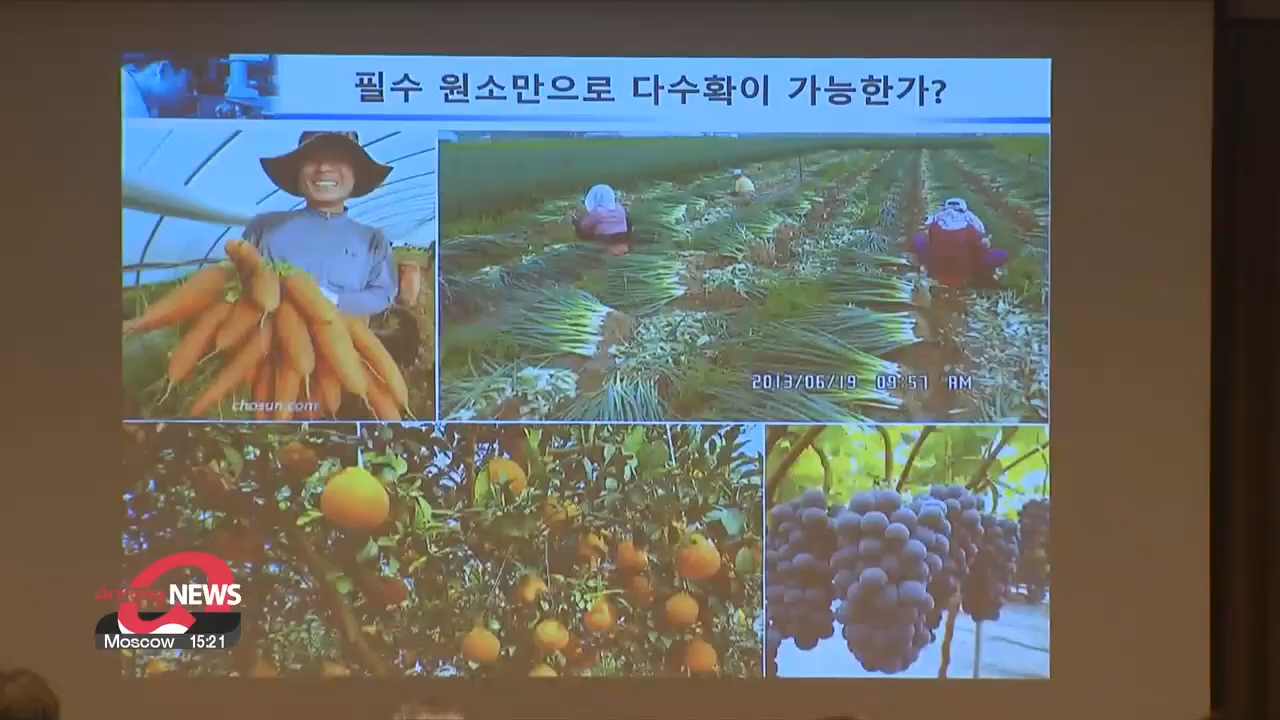 필수 원소만으로 다수확이 가능한가?
2013/06/19 09:57 AM
chosun.com
arirang NEWS
Moscow 15:21